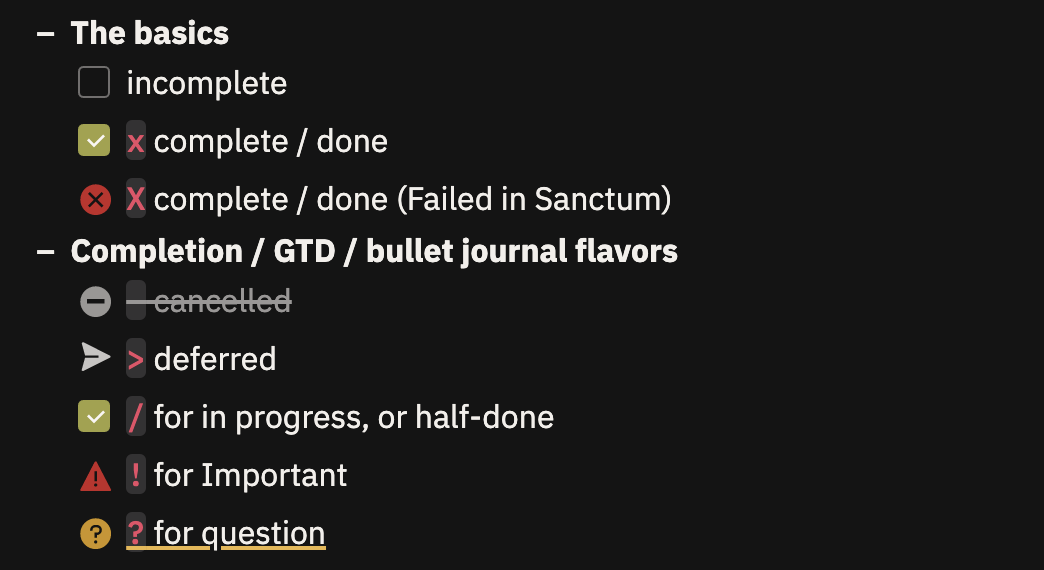 – The basics
incomplete
x complete / done
X complete / done (Failed in Sanctum)
– Completion / GTD / bullet journal flavors
- cancelled
> deferred
/ for in progress, or half-done
! for Important
? for question